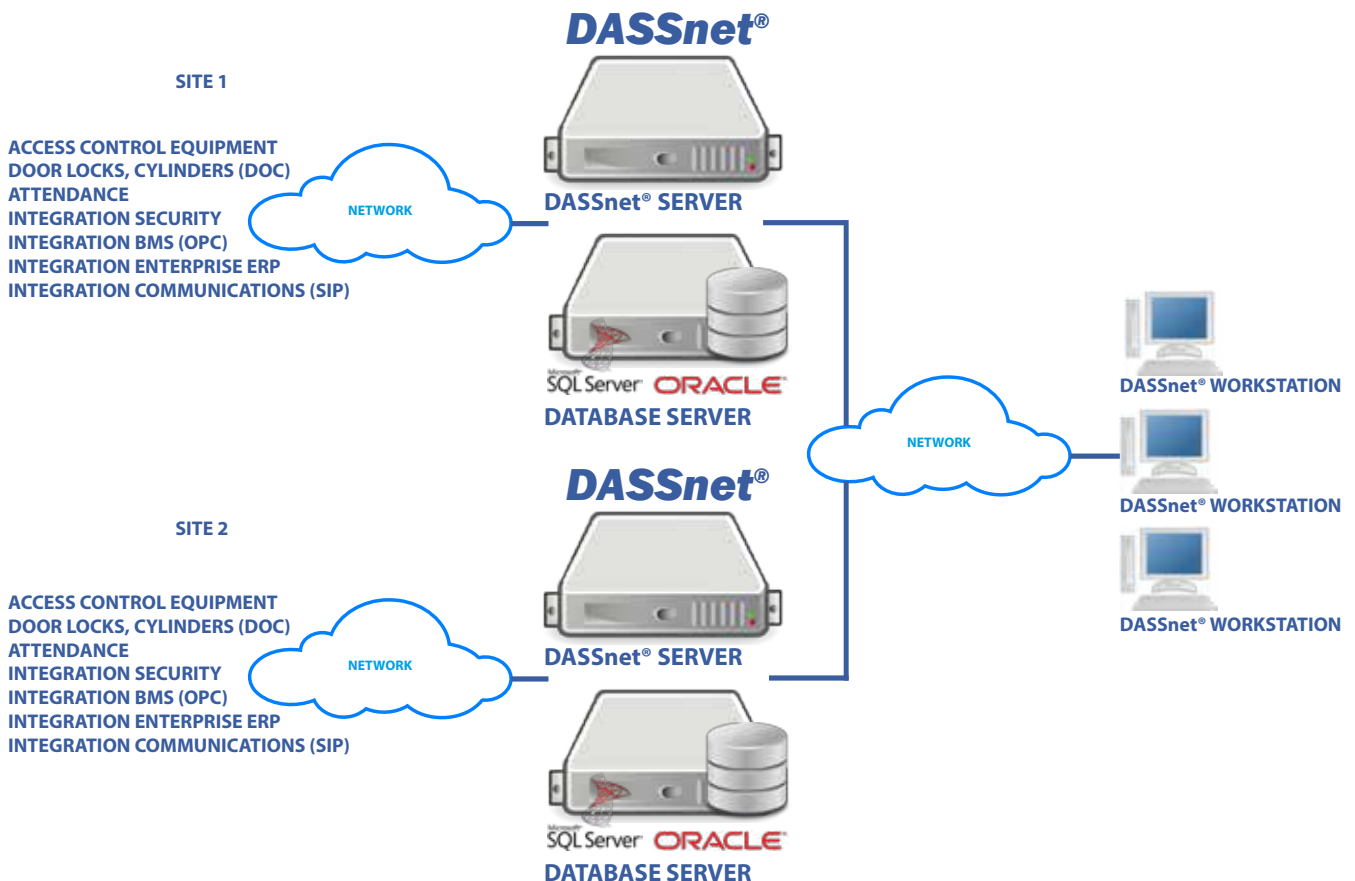 DASSnet®
SITE 1
ACCESS CONTROL EQUIPMENT
DOOR LOCKS, CYLINDERS (DOC)
ATTENDANCE
INTEGRATION SECURITY
INTEGRATION BMS (OPC)
INTEGRATION ENTERPRISE ERP
INTEGRATION COMMUNICATIONS (SIP)
NETWORK
DASSnet® SERVER
Microsoft®
SQL Server® ORACLE®
DATABASE SERVER
DASSnet®
SITE 2
ACCESS CONTROL EQUIPMENT
DOOR LOCKS, CYLINDERS (DOC)
ATTENDANCE
INTEGRATION SECURITY
INTEGRATION BMS (OPC)
INTEGRATION ENTERPRISE ERP
INTEGRATION COMMUNICATIONS (SIP)
NETWORK
DASSnet® SERVER
Microsoft®
SQL Server® ORACLE®
DATABASE SERVER
NETWORK
DASSnet® WORKSTATION
DASSnet® WORKSTATION
DASSnet® WORKSTATION